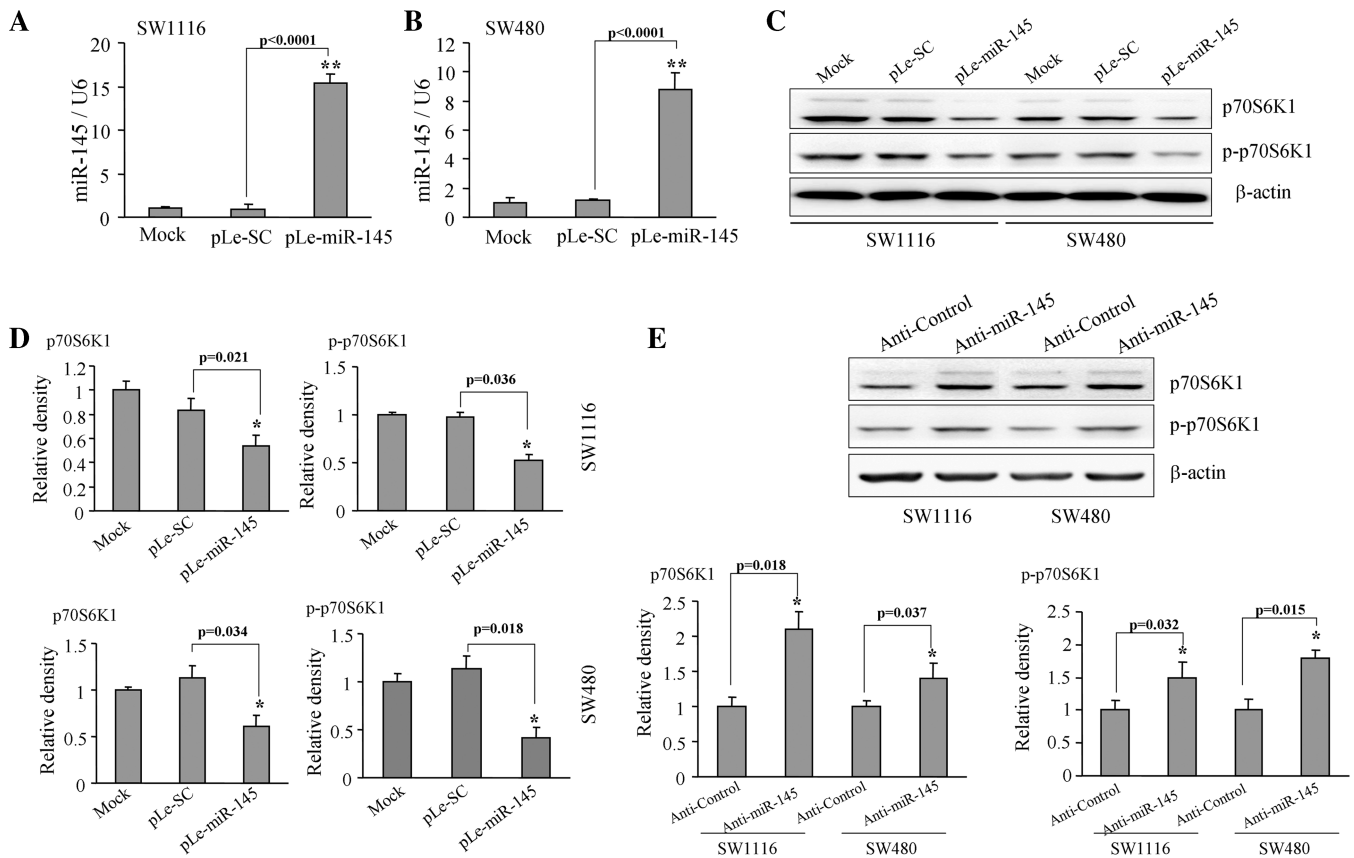 A
SW1116
p<0.0001
**
miR-145 / U6
20
15
10
5
0
Mock
pLe-SC
pLe-miR-145
B
SW480
p<0.0001
**
miR-145 / U6
12
10
8
6
4
2
0
Mock
pLe-SC
pLe-miR-145
C
Mock
pLe-SC
pLe-miR-145
Mock
pLe-SC
pLe-miR-145
p70S6K1
p-p70S6K1
β-actin
SW1116
SW480
D
p70S6K1
p=0.021
*
Relative density
1.2
1
0.8
0.6
0.4
0.2
0
Mock
pLe-SC
pLe-miR-145
p-p70S6K1
p=0.036
*
Relative density
1.5
1
0.5
0
Mock
pLe-SC
pLe-miR-145
SW1116
p70S6K1
p=0.034
*
Relative density
1.5
1
0.5
0
Mock
pLe-SC
pLe-miR-145
p-p70S6K1
p=0.018
*
Relative density
1.5
1
0.5
0
Mock
pLe-SC
pLe-miR-145
SW480
E
Anti-Control
Anti-miR-145
Anti-Control
Anti-miR-145
p70S6K1
p-p70S6K1
β-actin
SW1116
SW480
p70S6K1
p=0.018
*
p=0.037
*
Relative density
2.5
2
1.5
1
0.5
0
Anti-Control
Anti-miR-145
Anti-Control
Anti-miR-145
SW1116
SW480
p-p70S6K1
p=0.032
*
p=0.015
*
Relative density
2.5
2
1.5
1
0.5
0
Anti-Control
Anti-miR-145
Anti-Control
Anti-miR-145
SW1116
SW480